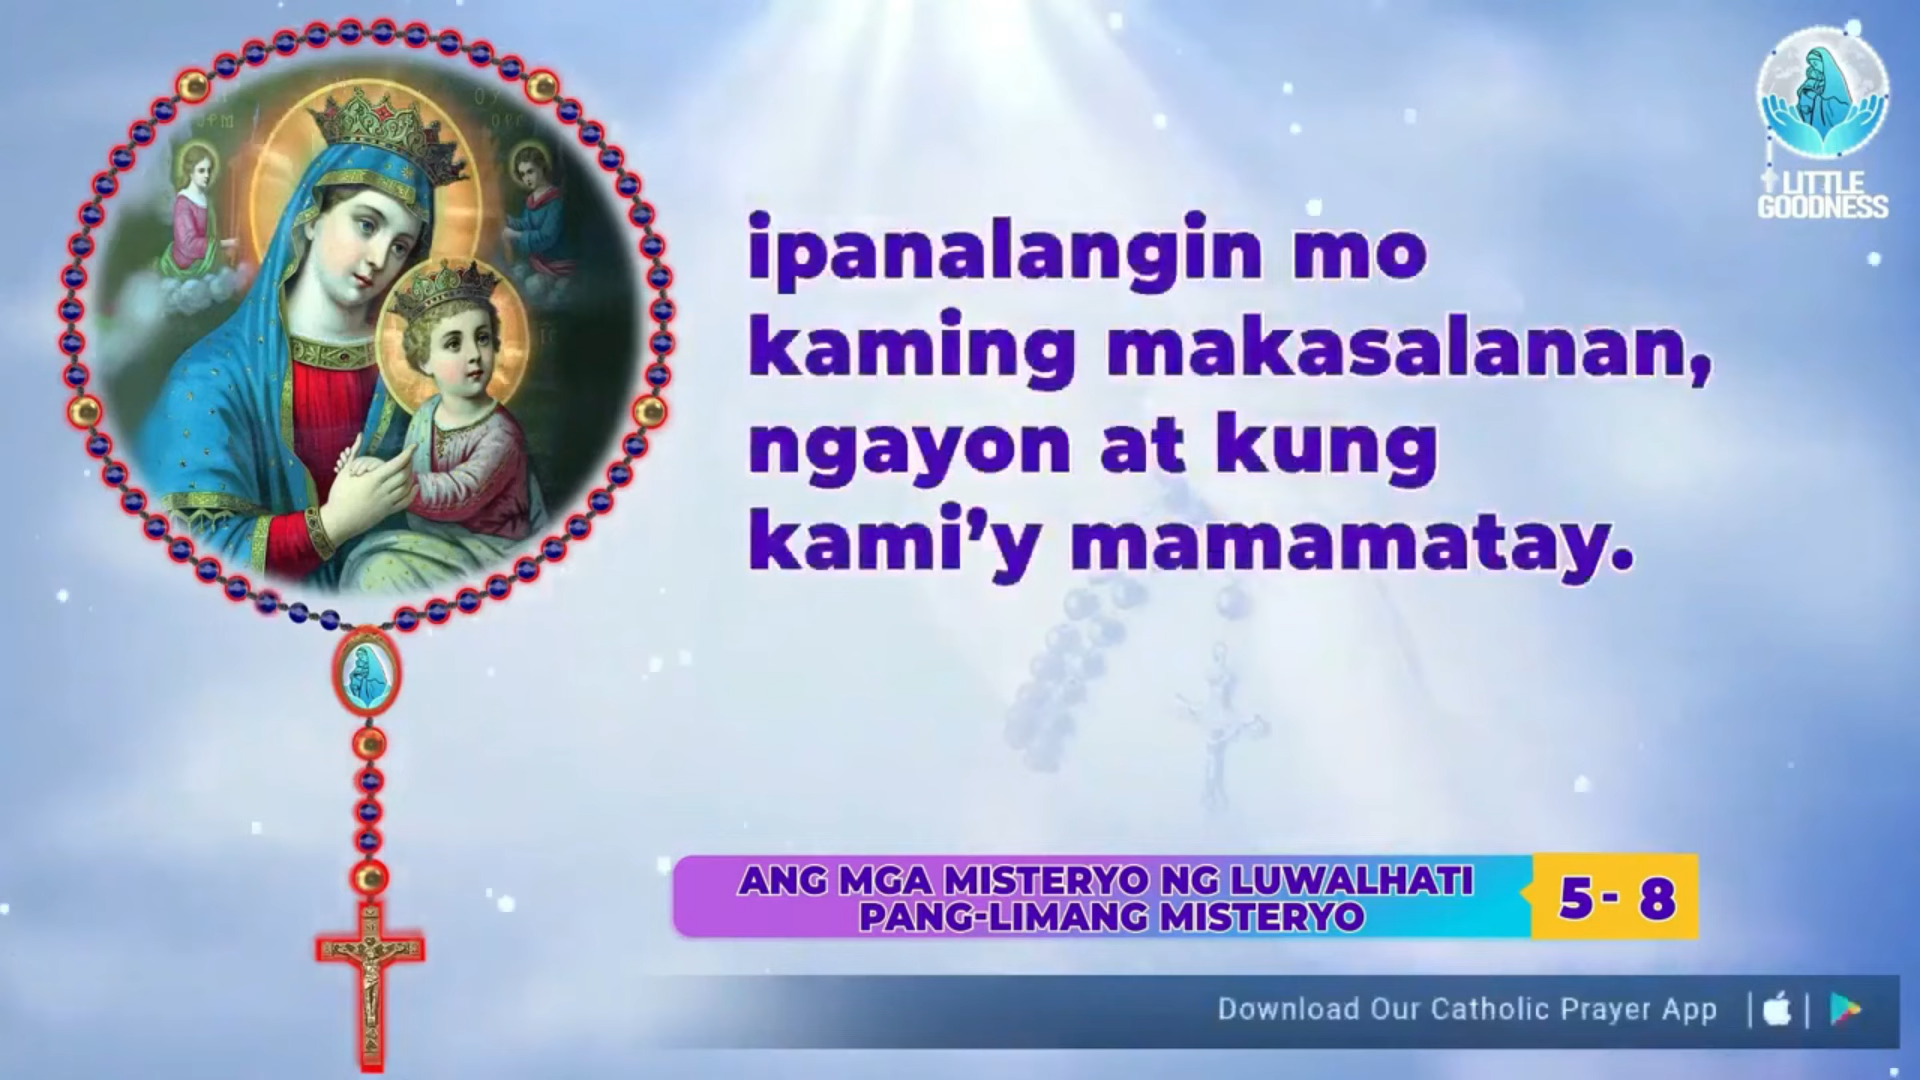 ipanalangin mo
kaming makasalanan,
ngayon at kung
kami’y mamamatay.
LITTLE
GOODNESS
ANG MGA MISTERYO NG LUWALHATI
PANG-LIMANG MISTERYO
5- 8
Download Our Catholic Prayer App